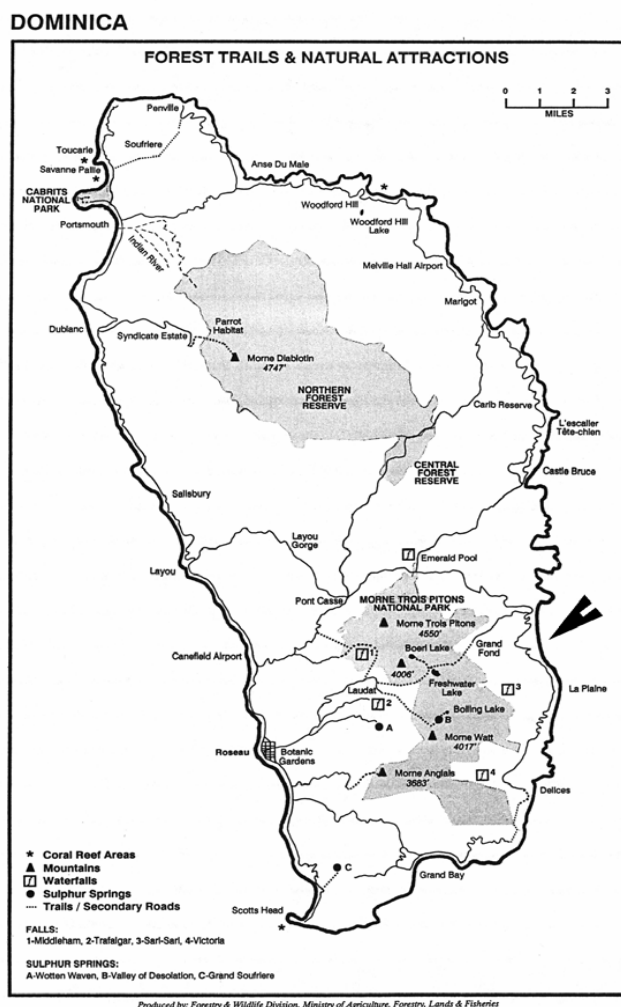 DOMINICA
FOREST TRAILS & NATURAL ATTRACTIONS
0 1 2 3
MILES
Penville
Toucarie
Soufriere
Savanne Paille
Anse Du Male
CABRITS
NATIONAL
PARK
Woodford Hill
Woodford Hill
Lake
Portsmouth
Indian River
Melville Hall Airport
Marigot
Dublanc
Parrot
Habitat
Syndicate Estate
Morne Diablotin
4747'
NORTHERN
FOREST
RESERVE
Carib Reserve
L'escalier
Tête-chien
CENTRAL
FOREST
RESERVE
Castle Bruce
Salisbury
Layou
Gorge
Emerald Pool
Layou
Pont Casse
MORNE TROIS PITONS
NATIONAL PARK
Morne Trois Pitons
4550'
Boeri Lake
Grand
Fond
Canefield Airport
1
4006'
Freshwater
Lake
Laudat
3
La Plaine
2
Boiling Lake
A
B
Morne Watt
4017'
Roseau
Botanic
Gardens
Morne Anglais
3683'
4
Delices
C
Grand Bay
Scotts Head
* Coral Reef Areas
Mountains
Waterfalls
Sulphur Springs
Trails / Secondary Roads
FALLS:
1-Middleham, 2-Trafalgar, 3-Sari-Sari, 4-Victoria
SULPHUR SPRINGS:
A-Wotten Waven, B-Valley of Desolation, C-Grand Soufriere
Produced by: Forestry & Wildlife Division, Ministry of Agriculture, Forestry, Lands & Fisheries